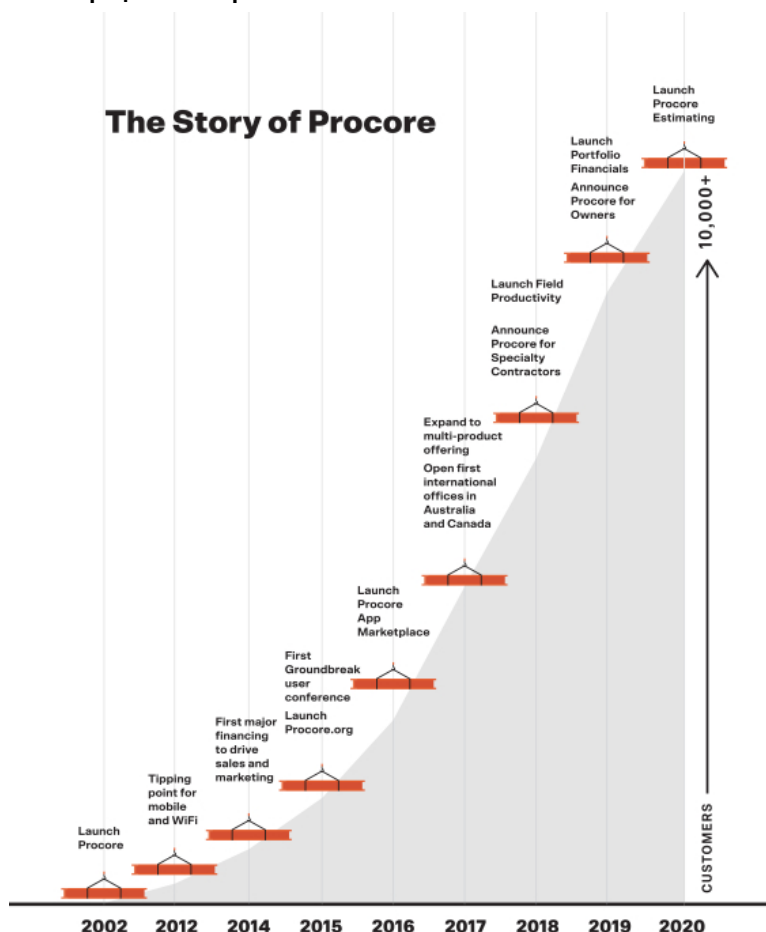 The Story of Procore
Launch
Procore
Tipping
point for
mobile
and WiFi
First major
financing
to drive
sales and
marketing
First
Groundbreak
user
conference
Launch
Procore.org
Launch
Procore
App
Marketplace
Expand to
multi-product
offering
Open first
international
offices in
Australia
and Canada
Launch Field
Productivity
Announce
Procore for
Specialty
Contractors
Launch
Portfolio
Financials
Announce
Procore for
Owners
Launch
Procore
Estimating
10,000+
CUSTOMERS
2002 2012 2014 2015 2016 2017 2018 2019 2020